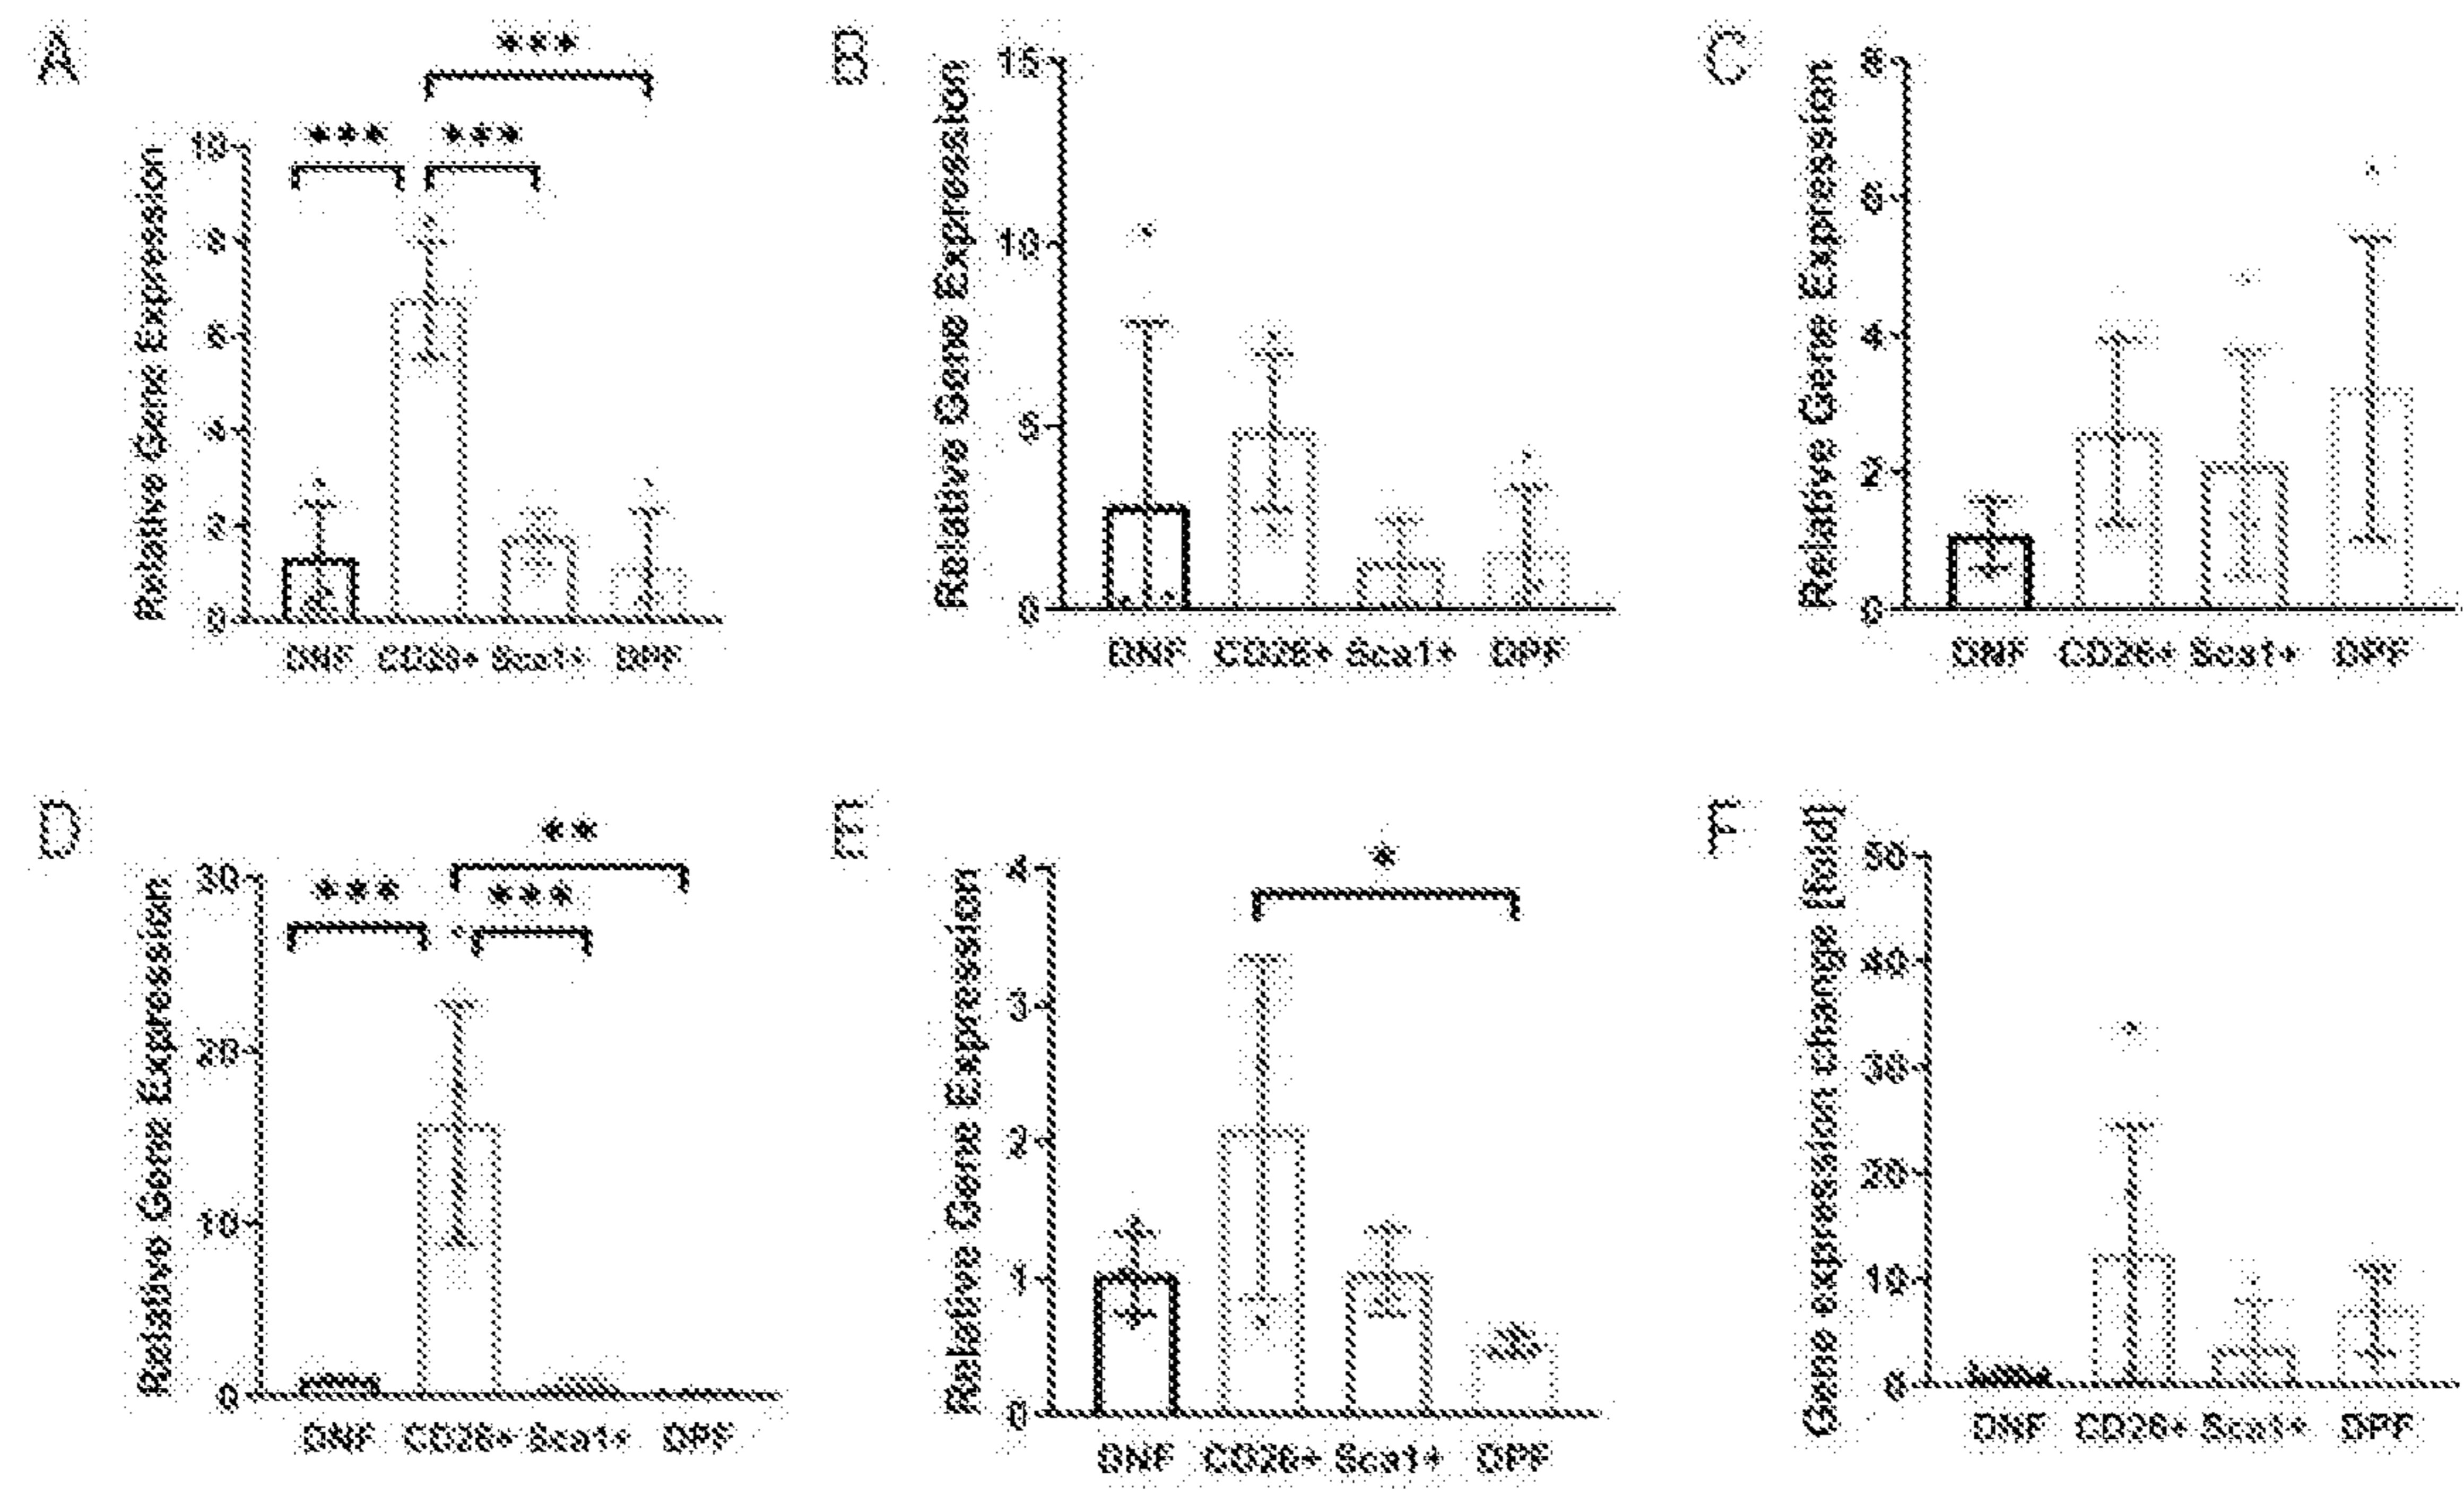 A
***
*** ***
Relative Gene Expression
10
8
6
4
2
0
DNF CD26+ Sca1+ DPF
B
Relative Gene Expression
15
10
5
0
DNF CD26+ Sca1+ DPF
C
Relative Gene Expression
8
6
4
2
0
DNF CD26+ Sca1+ DPF
D
**
*** ***
Relative Gene Expression
30
20
10
0
DNF CD26+ Sca1+ DPF
E
*
Relative Gene Expression
4
3
2
1
0
DNF CD26+ Sca1+ DPF
F
Gene expression change [fold]
50
40
30
20
10
0
DNF CD26+ Sca1+ DPF